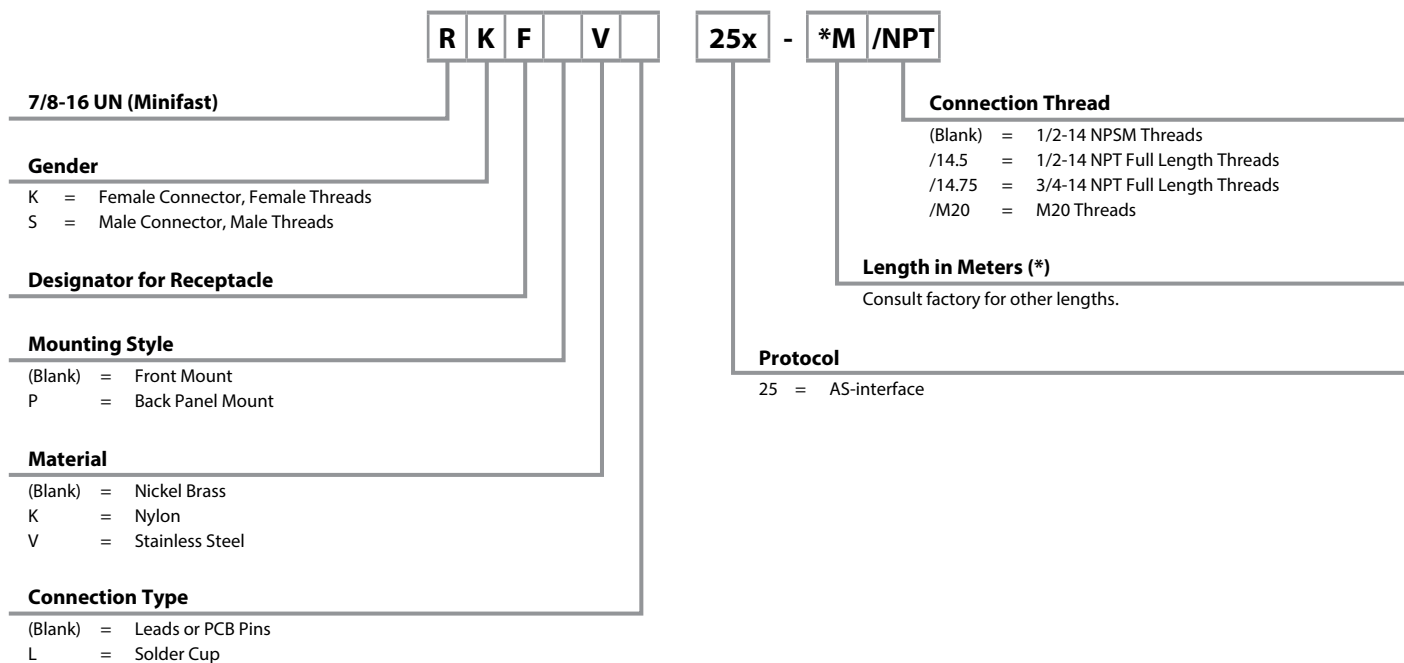 R K F V 25x - *M /NPT
7/8-16 UN (Minifast)
Gender
K = Female Connector, Female Threads
S = Male Connector, Male Threads
Designator for Receptacle
Mounting Style
(Blank) = Front Mount
P = Back Panel Mount
Material
(Blank) = Nickel Brass
K = Nylon
V = Stainless Steel
Connection Type
(Blank) = Leads or PCB Pins
L = Solder Cup
Connection Thread
(Blank) = 1/2-14 NPSM Threads
/14.5 = 1/2-14 NPT Full Length Threads
/14.75 = 3/4-14 NPT Full Length Threads
/M20 = M20 Threads
Length in Meters (*)
Consult factory for other lengths.
Protocol
25 = AS-interface